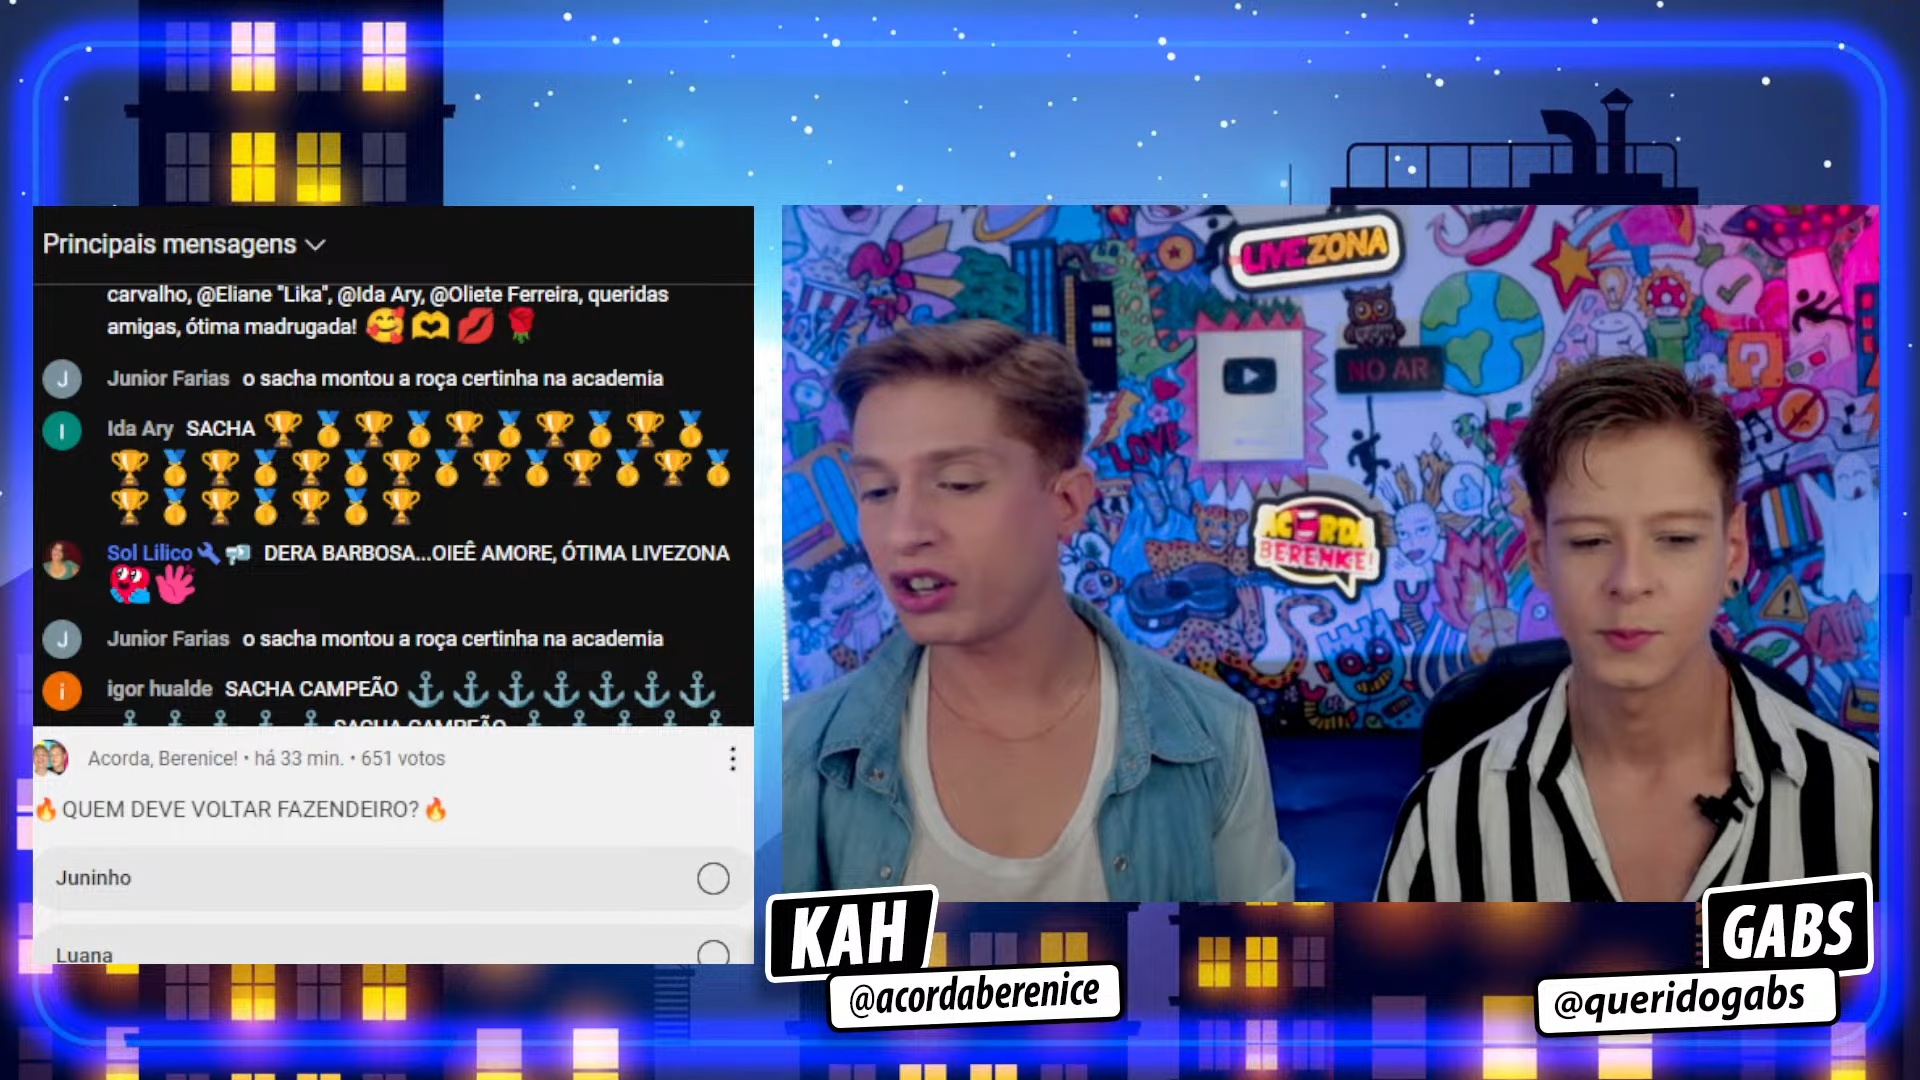 Principais mensagens
carvalho, @Eliane "Lika", @Ida Ary, @Oliete Ferreira, queridas
amigas, ótima madrugada! 🥰 🫶 💋 🌹
J Junior Farias o sacha montou a roça certinha na academia
I Ida Ary SACHA 🏆🥇🏆🥇🏆🥇🏆🥇🏆🥇
🏆🥇🏆🥇🏆🥇🏆🥇🏆🥇🏆🥇🏆🥇
🏆🥇🏆🥇🏆🥇🏆
Sol Lilico DERA BARBOSA...OIEÊ AMORE, ÓTIMA LIVEZONA
J Junior Farias o sacha montou a roça certinha na academia
i igor hualde SACHA CAMPEÃO ⚓⚓⚓⚓⚓⚓⚓
⚓⚓⚓⚓⚓ SACHA CAMPEÃO ⚓⚓⚓⚓⚓
Acorda, Berenice! • há 33 min. • 651 votos
🔥 QUEM DEVE VOLTAR FAZENDEIRO? 🔥
Juninho
Luana
LIVEZONA
NO AR
LOVE
ACORDA
BERENICE!
KAH
@acordaberenice
GABS
@queridogabs